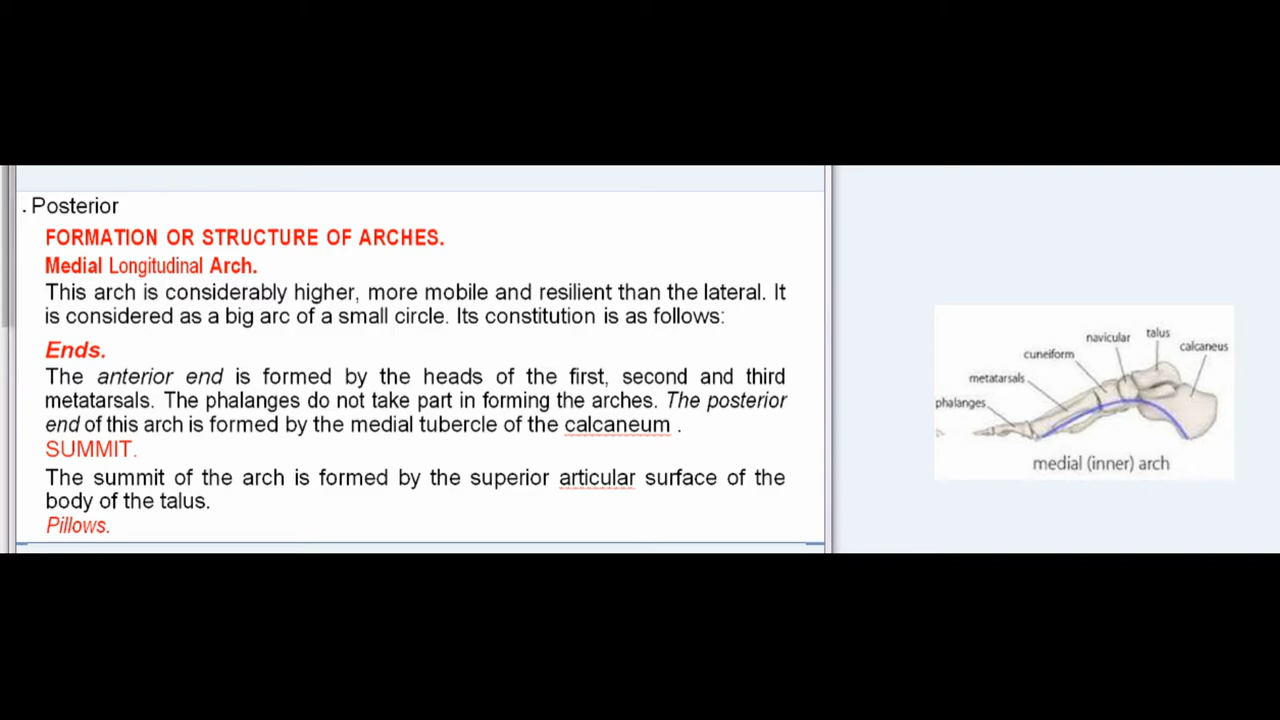 . Posterior
FORMATION OR STRUCTURE OF ARCHES.
Medial Longitudinal Arch.
This arch is considerably higher, more mobile and resilient than the lateral. It
is considered as a big arc of a small circle. Its constitution is as follows:
Ends.
The anterior end is formed by the heads of the first, second and third
metatarsals. The phalanges do not take part in forming the arches. The posterior
end of this arch is formed by the medial tubercle of the calcaneum .
SUMMIT.
The summit of the arch is formed by the superior articular surface of the
body of the talus.
Pillows.
talus
navicular
calcaneus
cuneiform
metatarsals
phalanges
medial (inner) arch